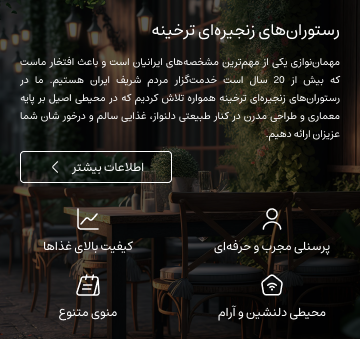 رستوران‌های زنجیره‌ای ترخینه
مهمان‌نوازی یکی از مهم‌ترین مشخصه‌های ایرانیان است و باعث افتخار ماست
که بیش از 20 سال است خدمت‌گزار مردم شریف ایران هستیم. ما در
رستوران‌های زنجیره‌ای ترخینه همواره تلاش کردیم که در محیطی اصیل بر پایه
معماری و طراحی مدرن در کنار طبیعتی دلنواز، غذایی سالم و درخور شان شما
عزیزان ارائه دهیم.
اطلاعات بیشتر
پرسنلی مجرب و حرفه‌ای
کیفیت بالای غذاها
محیطی دلنشین و آرام
منوی متنوع